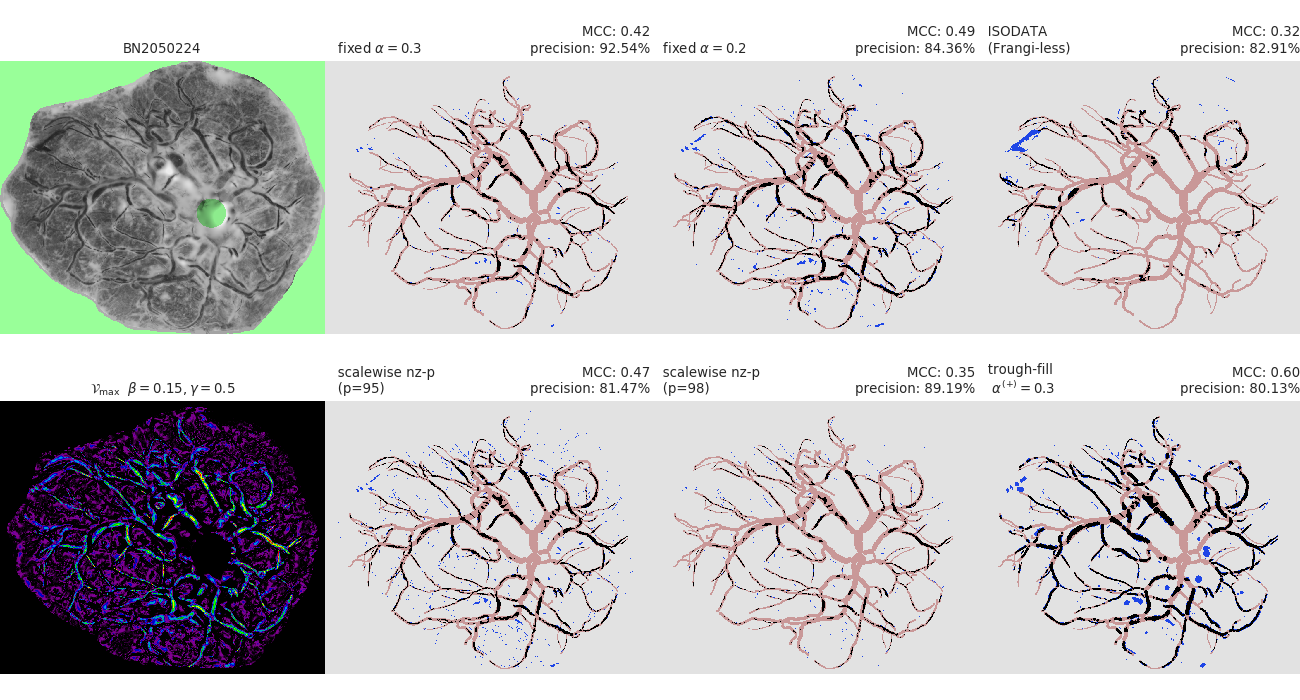 BN2050224
fixed α = 0.3
MCC: 0.42
precision: 92.54%
fixed α = 0.2
MCC: 0.49
precision: 84.36%
ISODATA
(Frangi-less)
MCC: 0.32
precision: 82.91%
𝒱max β = 0.15, γ = 0.5
scalewise nz-p
(p=95)
MCC: 0.47
precision: 81.47%
scalewise nz-p
(p=98)
MCC: 0.35
precision: 89.19%
trough-fill
α(+) = 0.3
MCC: 0.60
precision: 80.13%